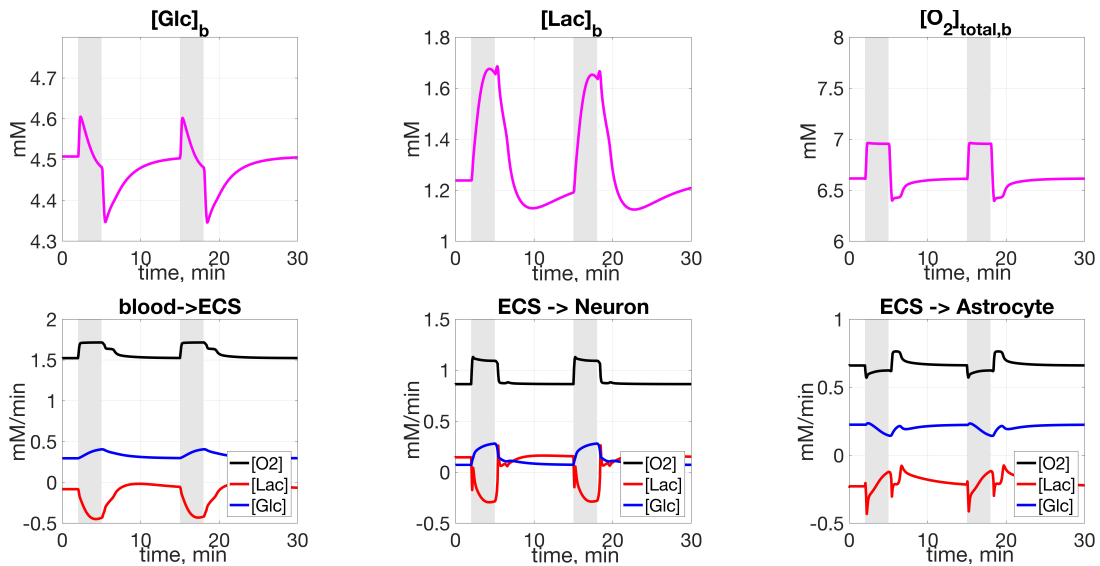 [Glc]b
4.7
4.6
4.5
4.4
4.3
mM
0 10 20 30
time, min
[Lac]b
1.8
1.6
1.4
1.2
1
mM
0 10 20 30
time, min
[O2]total,b
8
7.5
7
6.5
6
mM
0 10 20 30
time, min
blood->ECS
2
1.5
1
0.5
0
-0.5
mM/min
[O2]
[Lac]
[Glc]
0 10 20 30
time, min
ECS -> Neuron
1.5
1
0.5
0
-0.5
mM/min
[O2]
[Lac]
[Glc]
0 10 20 30
time, min
ECS -> Astrocyte
1
0.5
0
-0.5
mM/min
[O2]
[Lac]
[Glc]
0 10 20 30
time, min